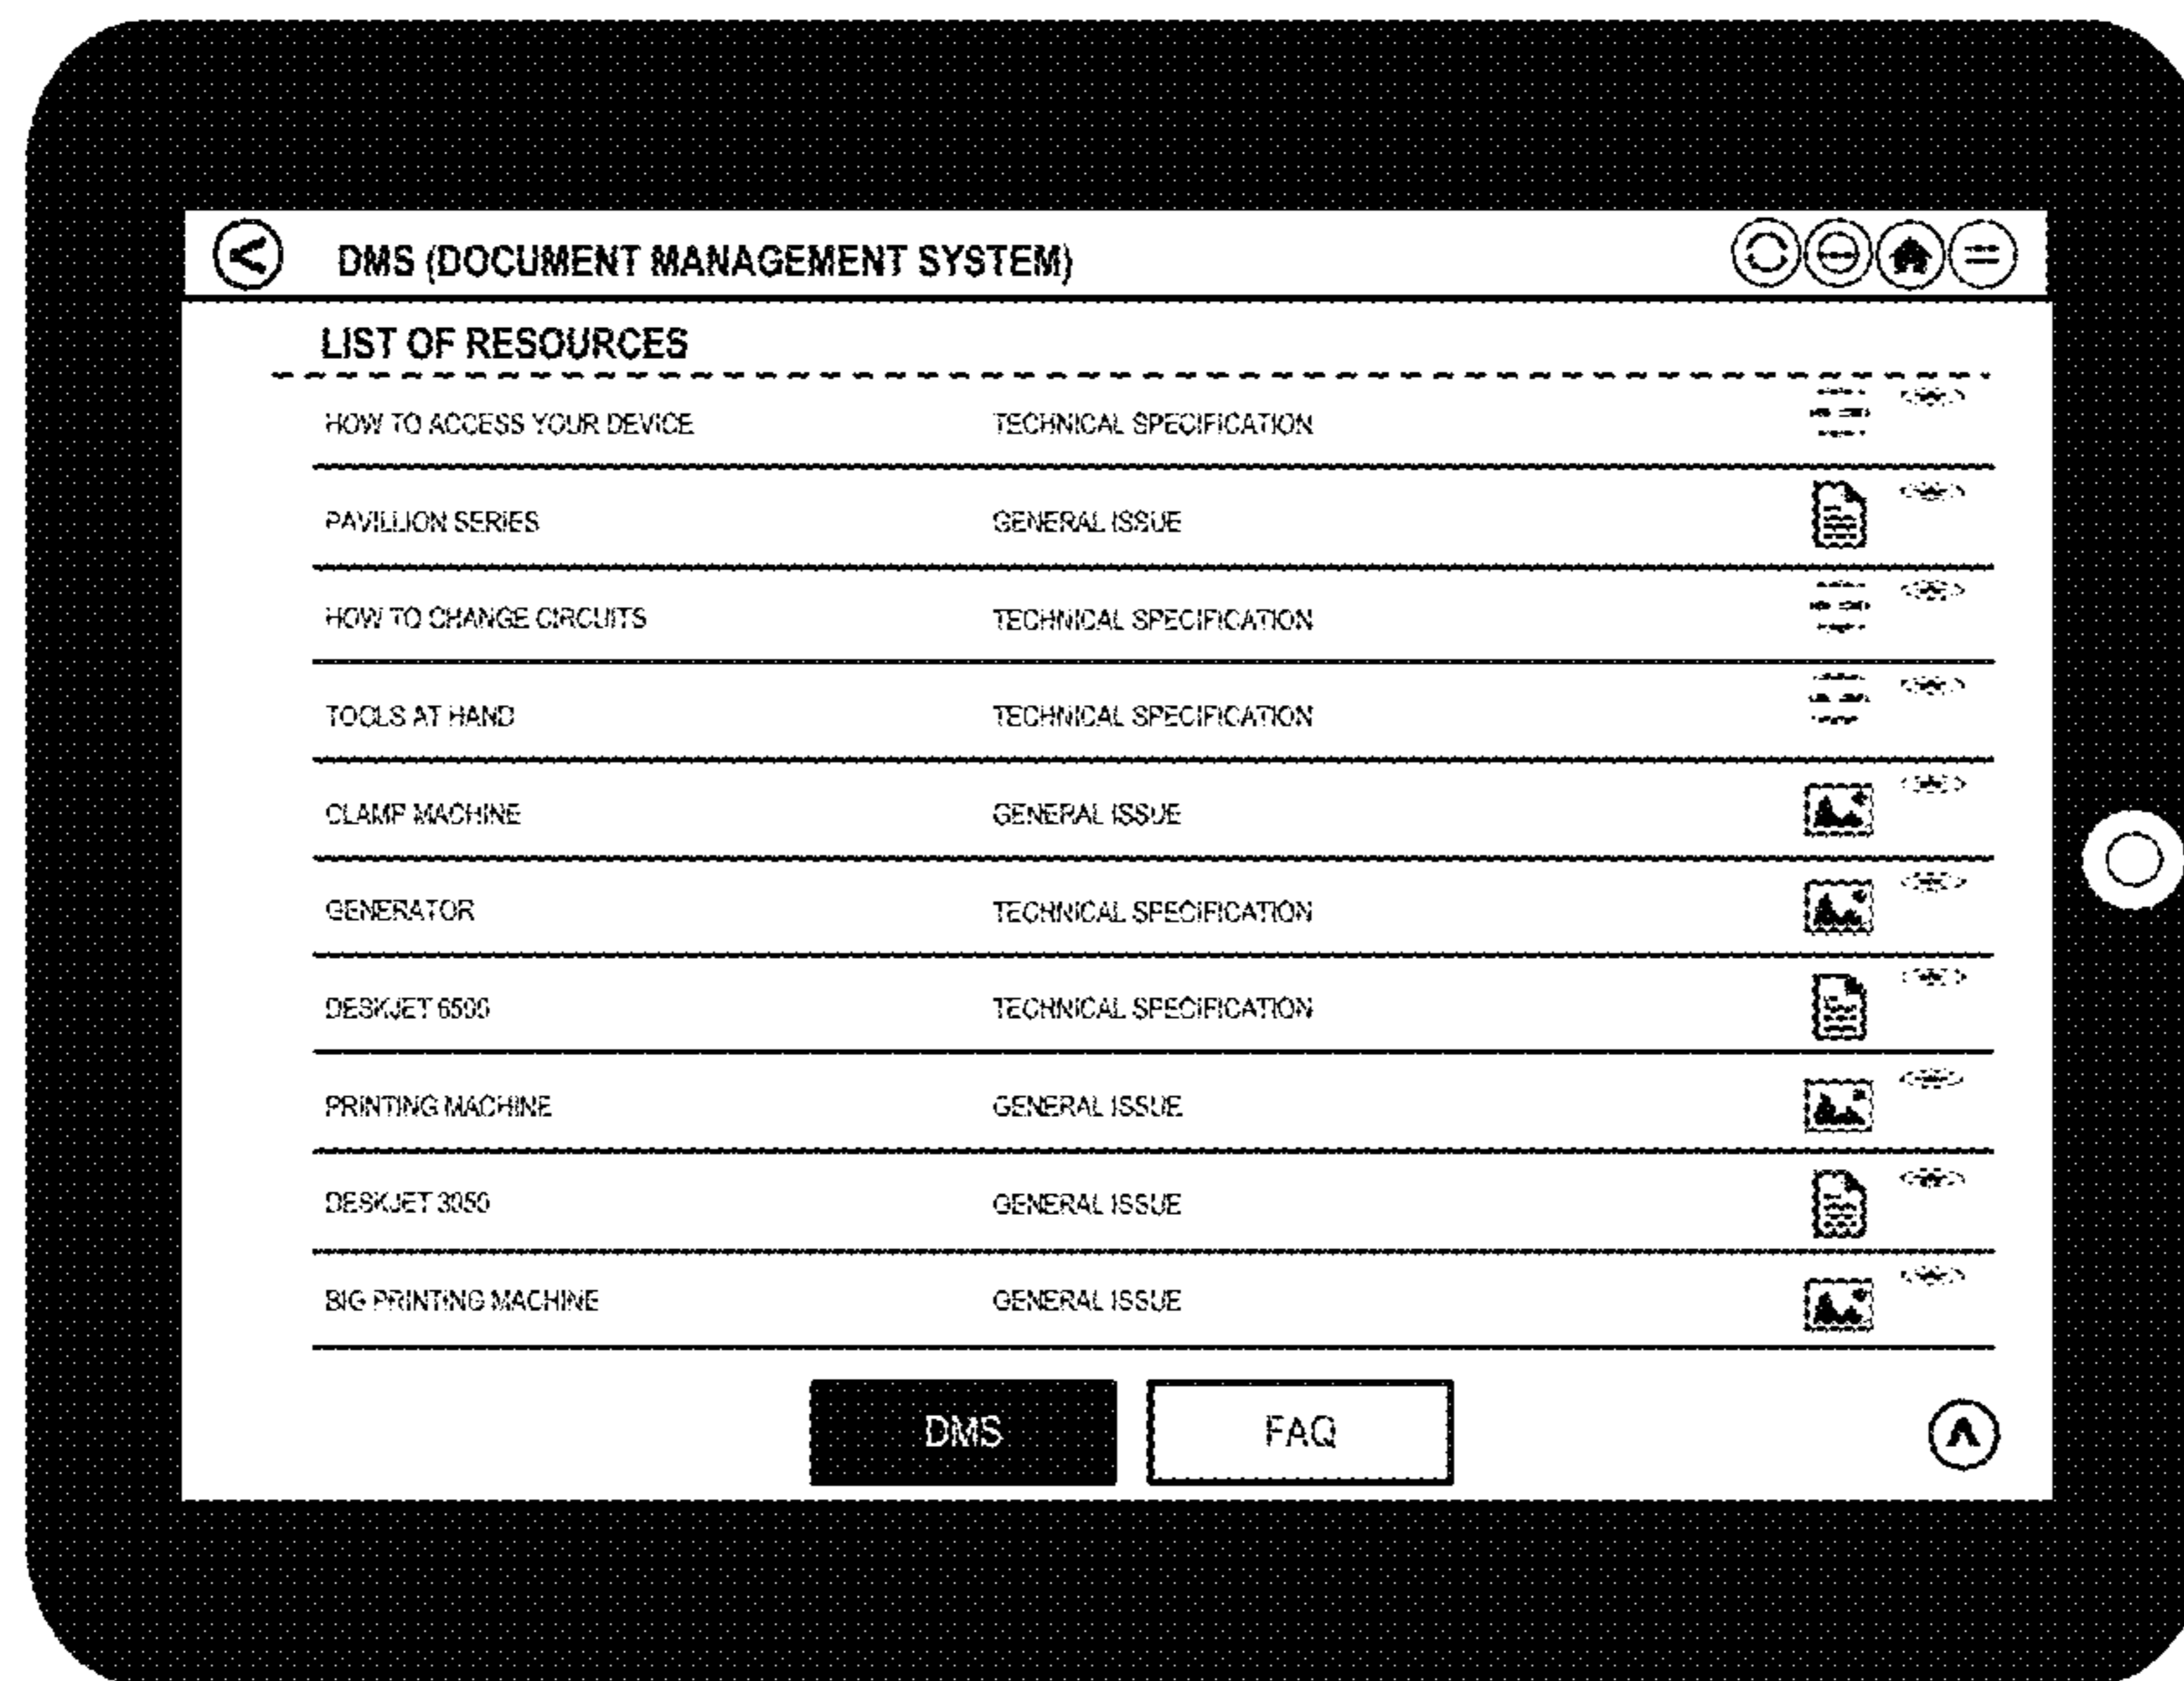 DMS (DOCUMENT MANAGEMENT SYSTEM)
LIST OF RESOURCES
HOW TO ACCESS YOUR DEVICE TECHNICAL SPECIFICATION
PAVILLION SERIES GENERAL ISSUE
HOW TO CHANGE CIRCUITS TECHNICAL SPECIFICATION
TOOLS AT HAND TECHNICAL SPECIFICATION
CLAMP MACHINE GENERAL ISSUE
GENERATOR TECHNICAL SPECIFICATION
DESKJET TECHNICAL SPECIFICATION
PRINTING MACHINE GENERAL ISSUE
DESKJET GENERAL ISSUE
BIG PRINTING MACHINE GENERAL ISSUE
DMS FAQ